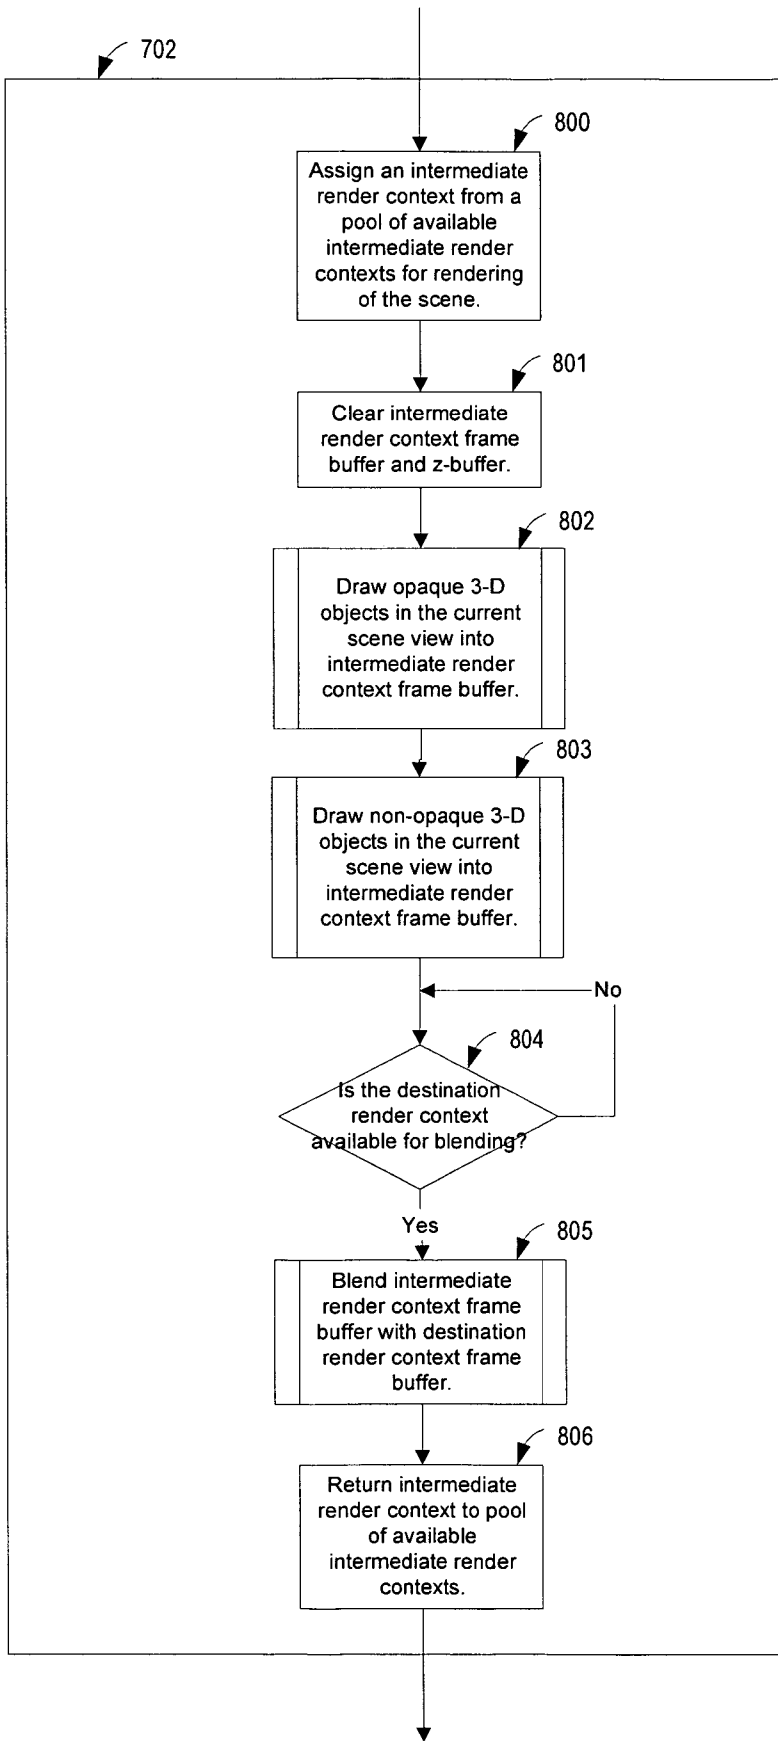 702
800
Assign an intermediate
render context from a
pool of available
intermediate render
contexts for rendering
of the scene.
801
Clear intermediate
render context frame
buffer and z-buffer.
802
Draw opaque 3-D
objects in the current
scene view into
intermediate render
context frame buffer.
803
Draw non-opaque 3-D
objects in the current
scene view into
intermediate render
context frame buffer.
No
804
Is the destination
render context
available for blending?
Yes
805
Blend intermediate
render context frame
buffer with destination
render context frame
buffer.
806
Return intermediate
render context to pool
of available
intermediate render
contexts.